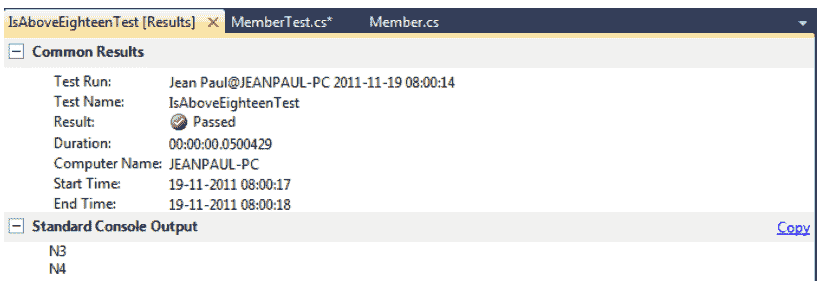 IsAboveEighteenTest [Results] MemberTest.cs* Member.cs
Common Results
Test Run: Jean Paul@JEANPAUL-PC 2011-11-19 08:00:14
Test Name: IsAboveEighteenTest
Result: Passed
Duration: 00:00:00.0500429
Computer Name: JEANPAUL-PC
Start Time: 19-11-2011 08:00:17
End Time: 19-11-2011 08:00:18
Standard Console Output Copy
N3
N4